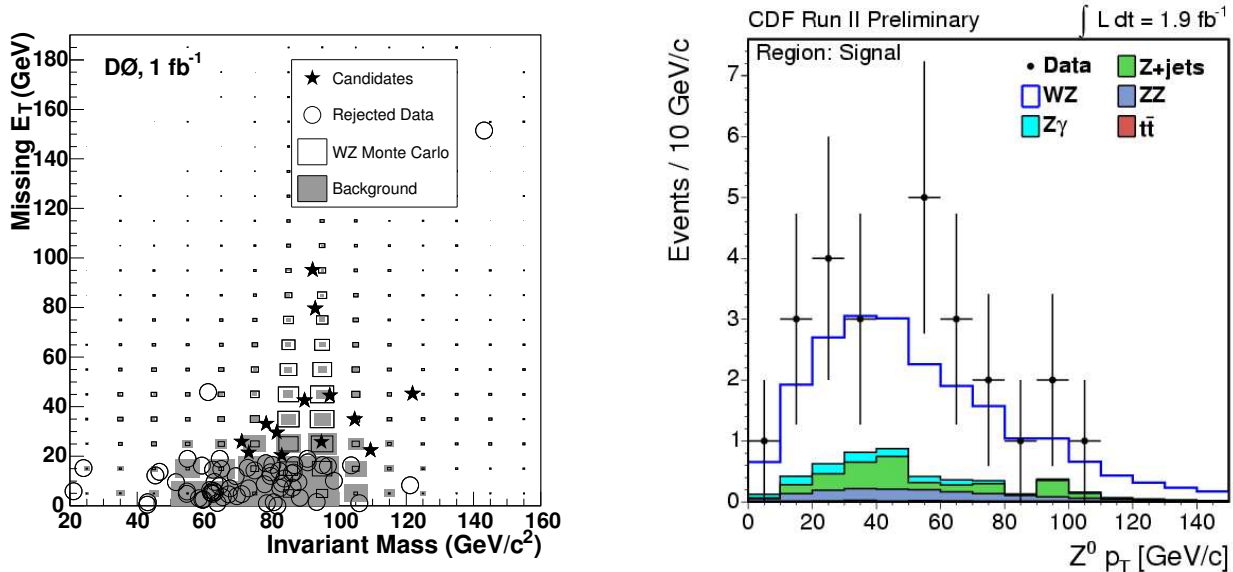 DØ, 1 fb⁻¹
Candidates
Rejected Data
WZ Monte Carlo
Background
Missing E_T (GeV)
180
160
140
120
100
80
60
40
20
0
20 40 60 80 100 120 140 160
Invariant Mass (GeV/c²)
CDF Run II Preliminary ∫ L dt = 1.9 fb⁻¹
Region: Signal
Data Z+jets
WZ ZZ
Zγ tt̄
Events / 10 GeV/c
7
6
5
4
3
2
1
0
0 20 40 60 80 100 120 140
Z⁰ p_T [GeV/c]